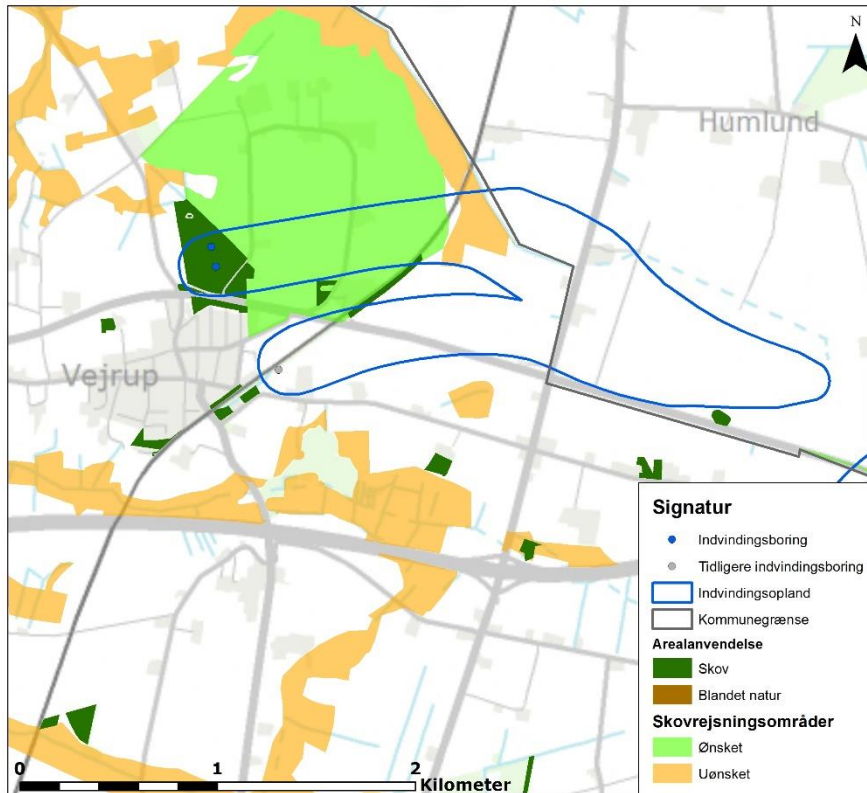 N
Humlund
Vejrup
Signatur
Indvindingsboring
Tidligere indvindingsboring
Indvindingsopland
Kommunegrænse
Arealanvendelse
Skov
Blandet natur
Skovrejsningsområder
Ønsket
Uønsket
0 1 2
Kilometer